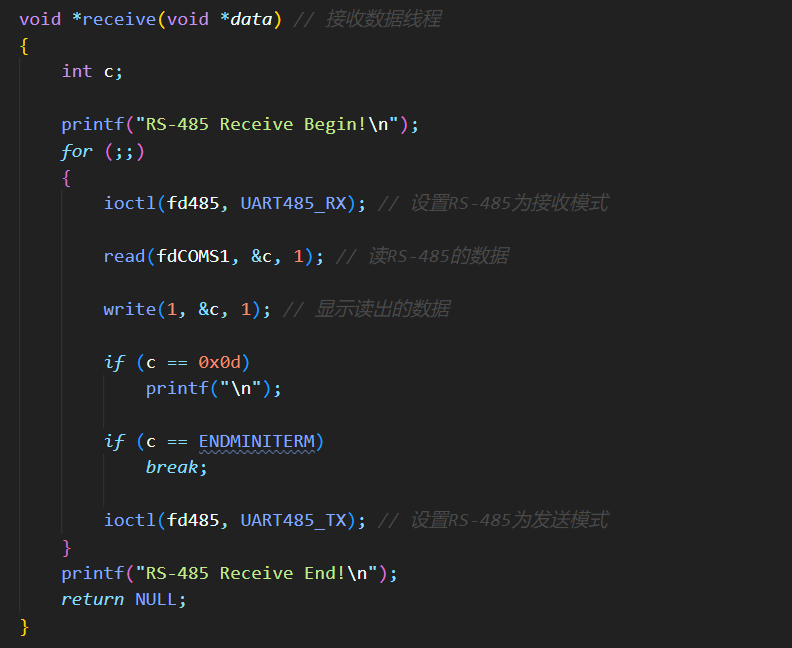 void *receive(void *data) // 接收数据线程
{
    int c;

    printf("RS-485 Receive Begin!\n");
    for (;;)
    {
        ioctl(fd485, UART485_RX); // 设置RS-485为接收模式

        read(fdCOMS1, &c, 1); // 读RS-485的数据

        write(1, &c, 1); // 显示读出的数据

        if (c == 0x0d)
            printf("\n");

        if (c == ENDMINITERM)
            break;

        ioctl(fd485, UART485_TX); // 设置RS-485为发送模式
    }
    printf("RS-485 Receive End!\n");
    return NULL;
}